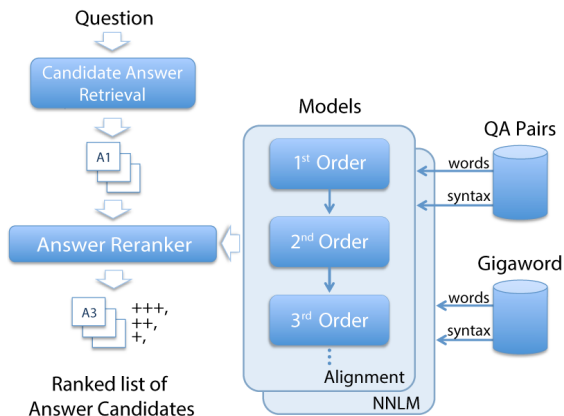 Question
Candidate Answer
Retrieval
A1
Answer Reranker
A3
+++,
++,
+,
Ranked list of
Answer Candidates
Models
1st Order
2nd Order
3rd Order
Alignment
NNLM
QA Pairs
words
syntax
Gigaword
words
syntax